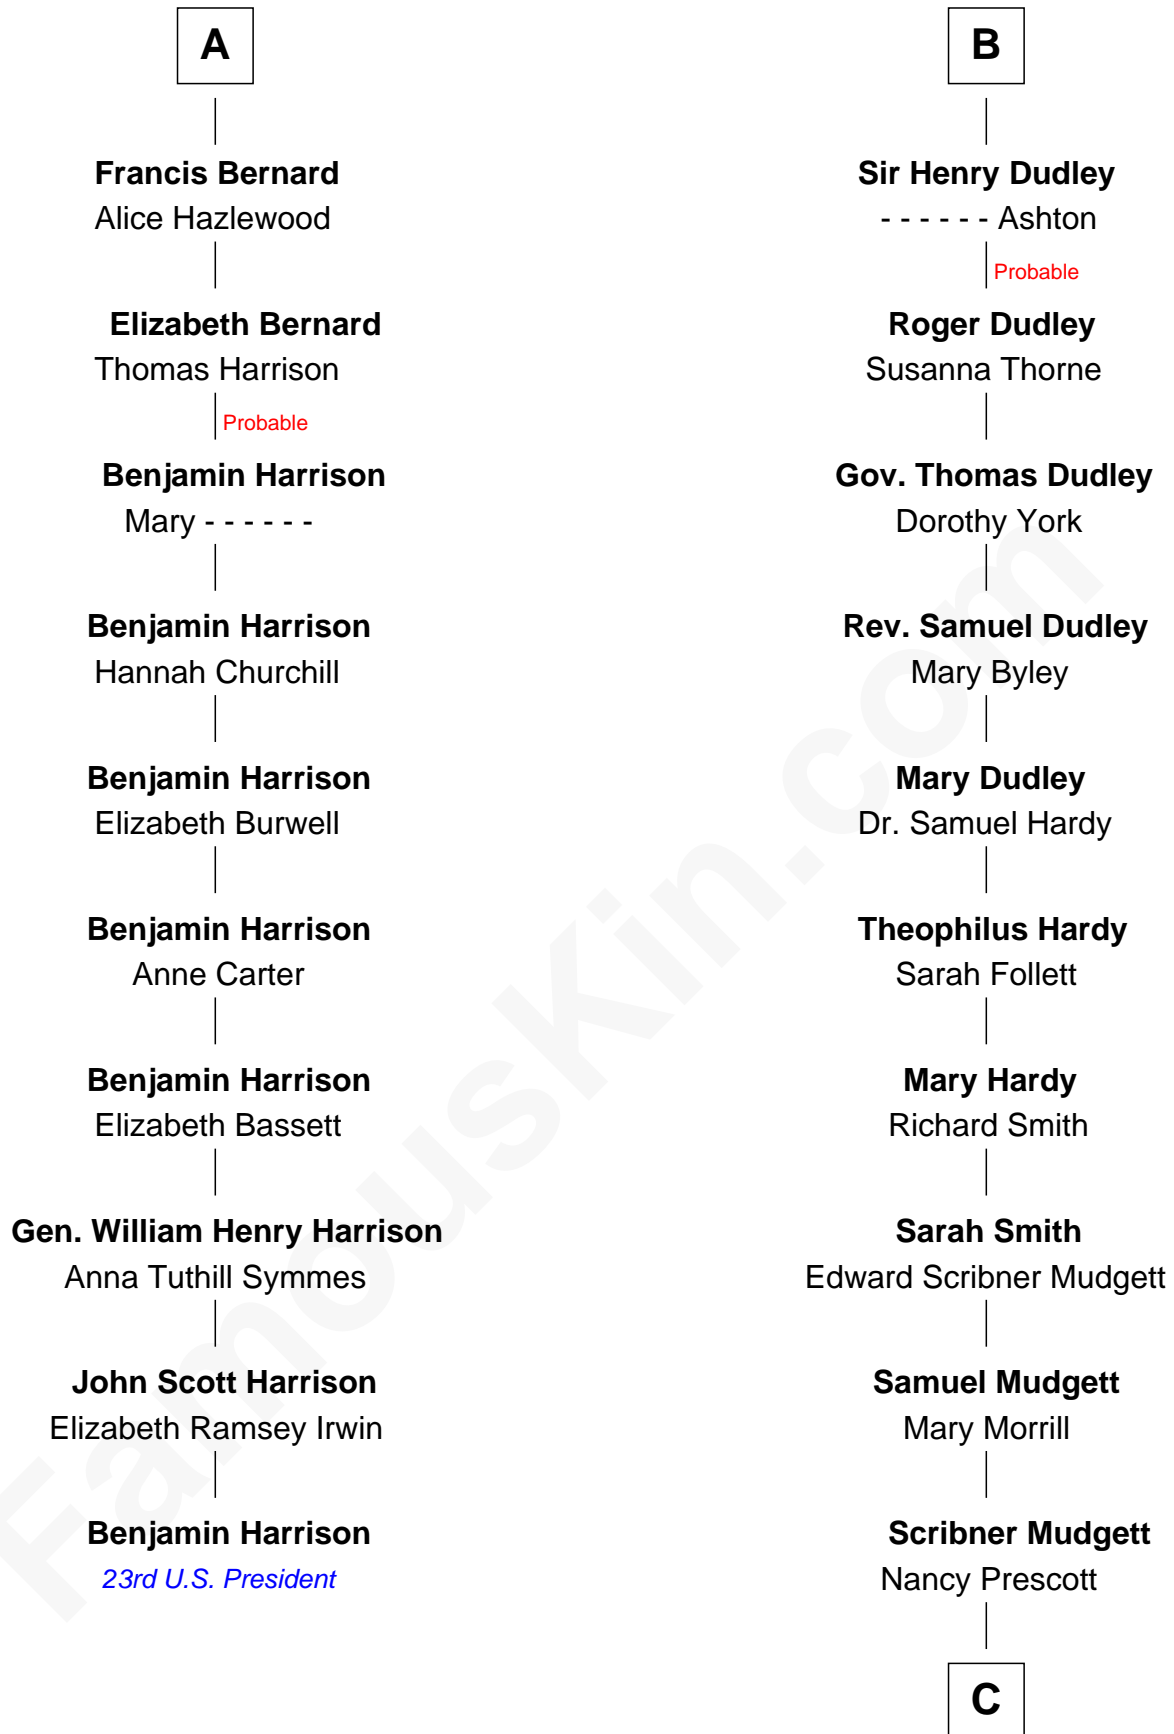 A
Francis Bernard
Alice Hazlewood
Elizabeth Bernard
Thomas Harrison
Probable
Benjamin Harrison
Mary - - - - - -
Benjamin Harrison
Hannah Churchill
Benjamin Harrison
Elizabeth Burwell
Benjamin Harrison
Anne Carter
Benjamin Harrison
Elizabeth Bassett
Gen. William Henry Harrison
Anna Tuthill Symmes
John Scott Harrison
Elizabeth Ramsey Irwin
Benjamin Harrison
23rd U.S. President
B
Sir Henry Dudley
- - - - - - Ashton
Probable
Roger Dudley
Susanna Thorne
Gov. Thomas Dudley
Dorothy York
Rev. Samuel Dudley
Mary Byley
Mary Dudley
Dr. Samuel Hardy
Theophilus Hardy
Sarah Follett
Mary Hardy
Richard Smith
Sarah Smith
Edward Scribner Mudgett
Samuel Mudgett
Mary Morrill
Scribner Mudgett
Nancy Prescott
C
FamousKin.com